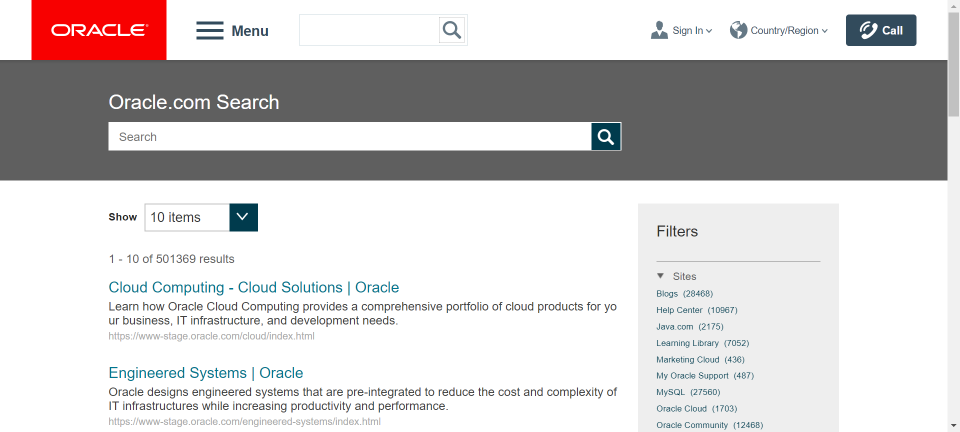 ORACLE
Menu
Sign In
Country/Region
Call
Oracle.com Search
Search
Show
10 items
1 - 10 of 501369 results
Cloud Computing - Cloud Solutions | Oracle
Learn how Oracle Cloud Computing provides a comprehensive portfolio of cloud products for yo
ur business, IT infrastructure, and development needs.
https://www-stage.oracle.com/cloud/index.html
Engineered Systems | Oracle
Oracle designs engineered systems that are pre-integrated to reduce the cost and complexity of
IT infrastructures while increasing productivity and performance.
https://www-stage.oracle.com/engineered-systems/index.html
Filters
Sites
Blogs (28468)
Help Center (10967)
Java.com (2175)
Learning Library (7052)
Marketing Cloud (436)
My Oracle Support (487)
MySQL (27560)
Oracle Cloud (1703)
Oracle Community (12468)